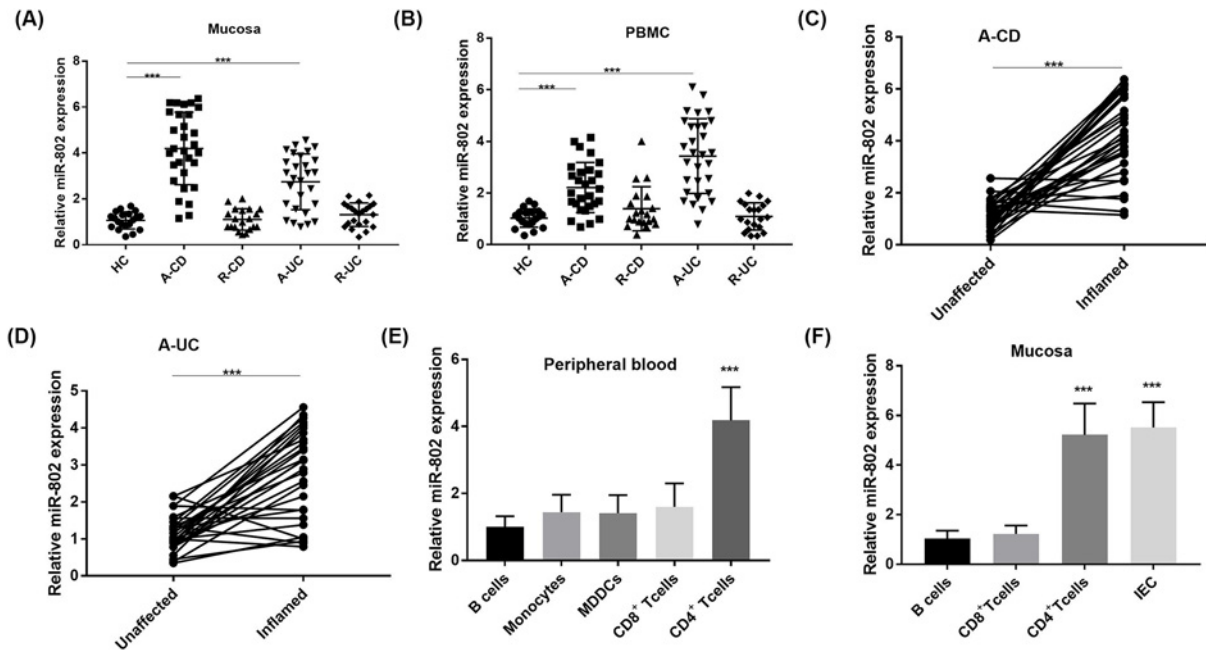 (A)
Mucosa
Relative miR-802 expression
8
6
4
2
0
***
***
HC
A-CD
R-CD
A-UC
R-UC
(B)
PBMC
Relative miR-802 expression
8
6
4
2
0
***
***
HC
A-CD
R-CD
A-UC
R-UC
(C)
A-CD
Relative miR-802 expression
8
6
4
2
0
***
Unaffected
Inflamed
(D)
A-UC
Relative miR-802 expression
5
4
3
2
1
0
***
Unaffected
Inflamed
(E)
Peripheral blood
Relative miR-802 expression
6
4
2
0
***
B cells
Monocytes
MDDCs
CD8+ Tcells
CD4+ Tcells
(F)
Mucosa
Relative miR-802 expression
8
6
4
2
0
***
***
B cells
CD8+Tcells
CD4+Tcells
IEC